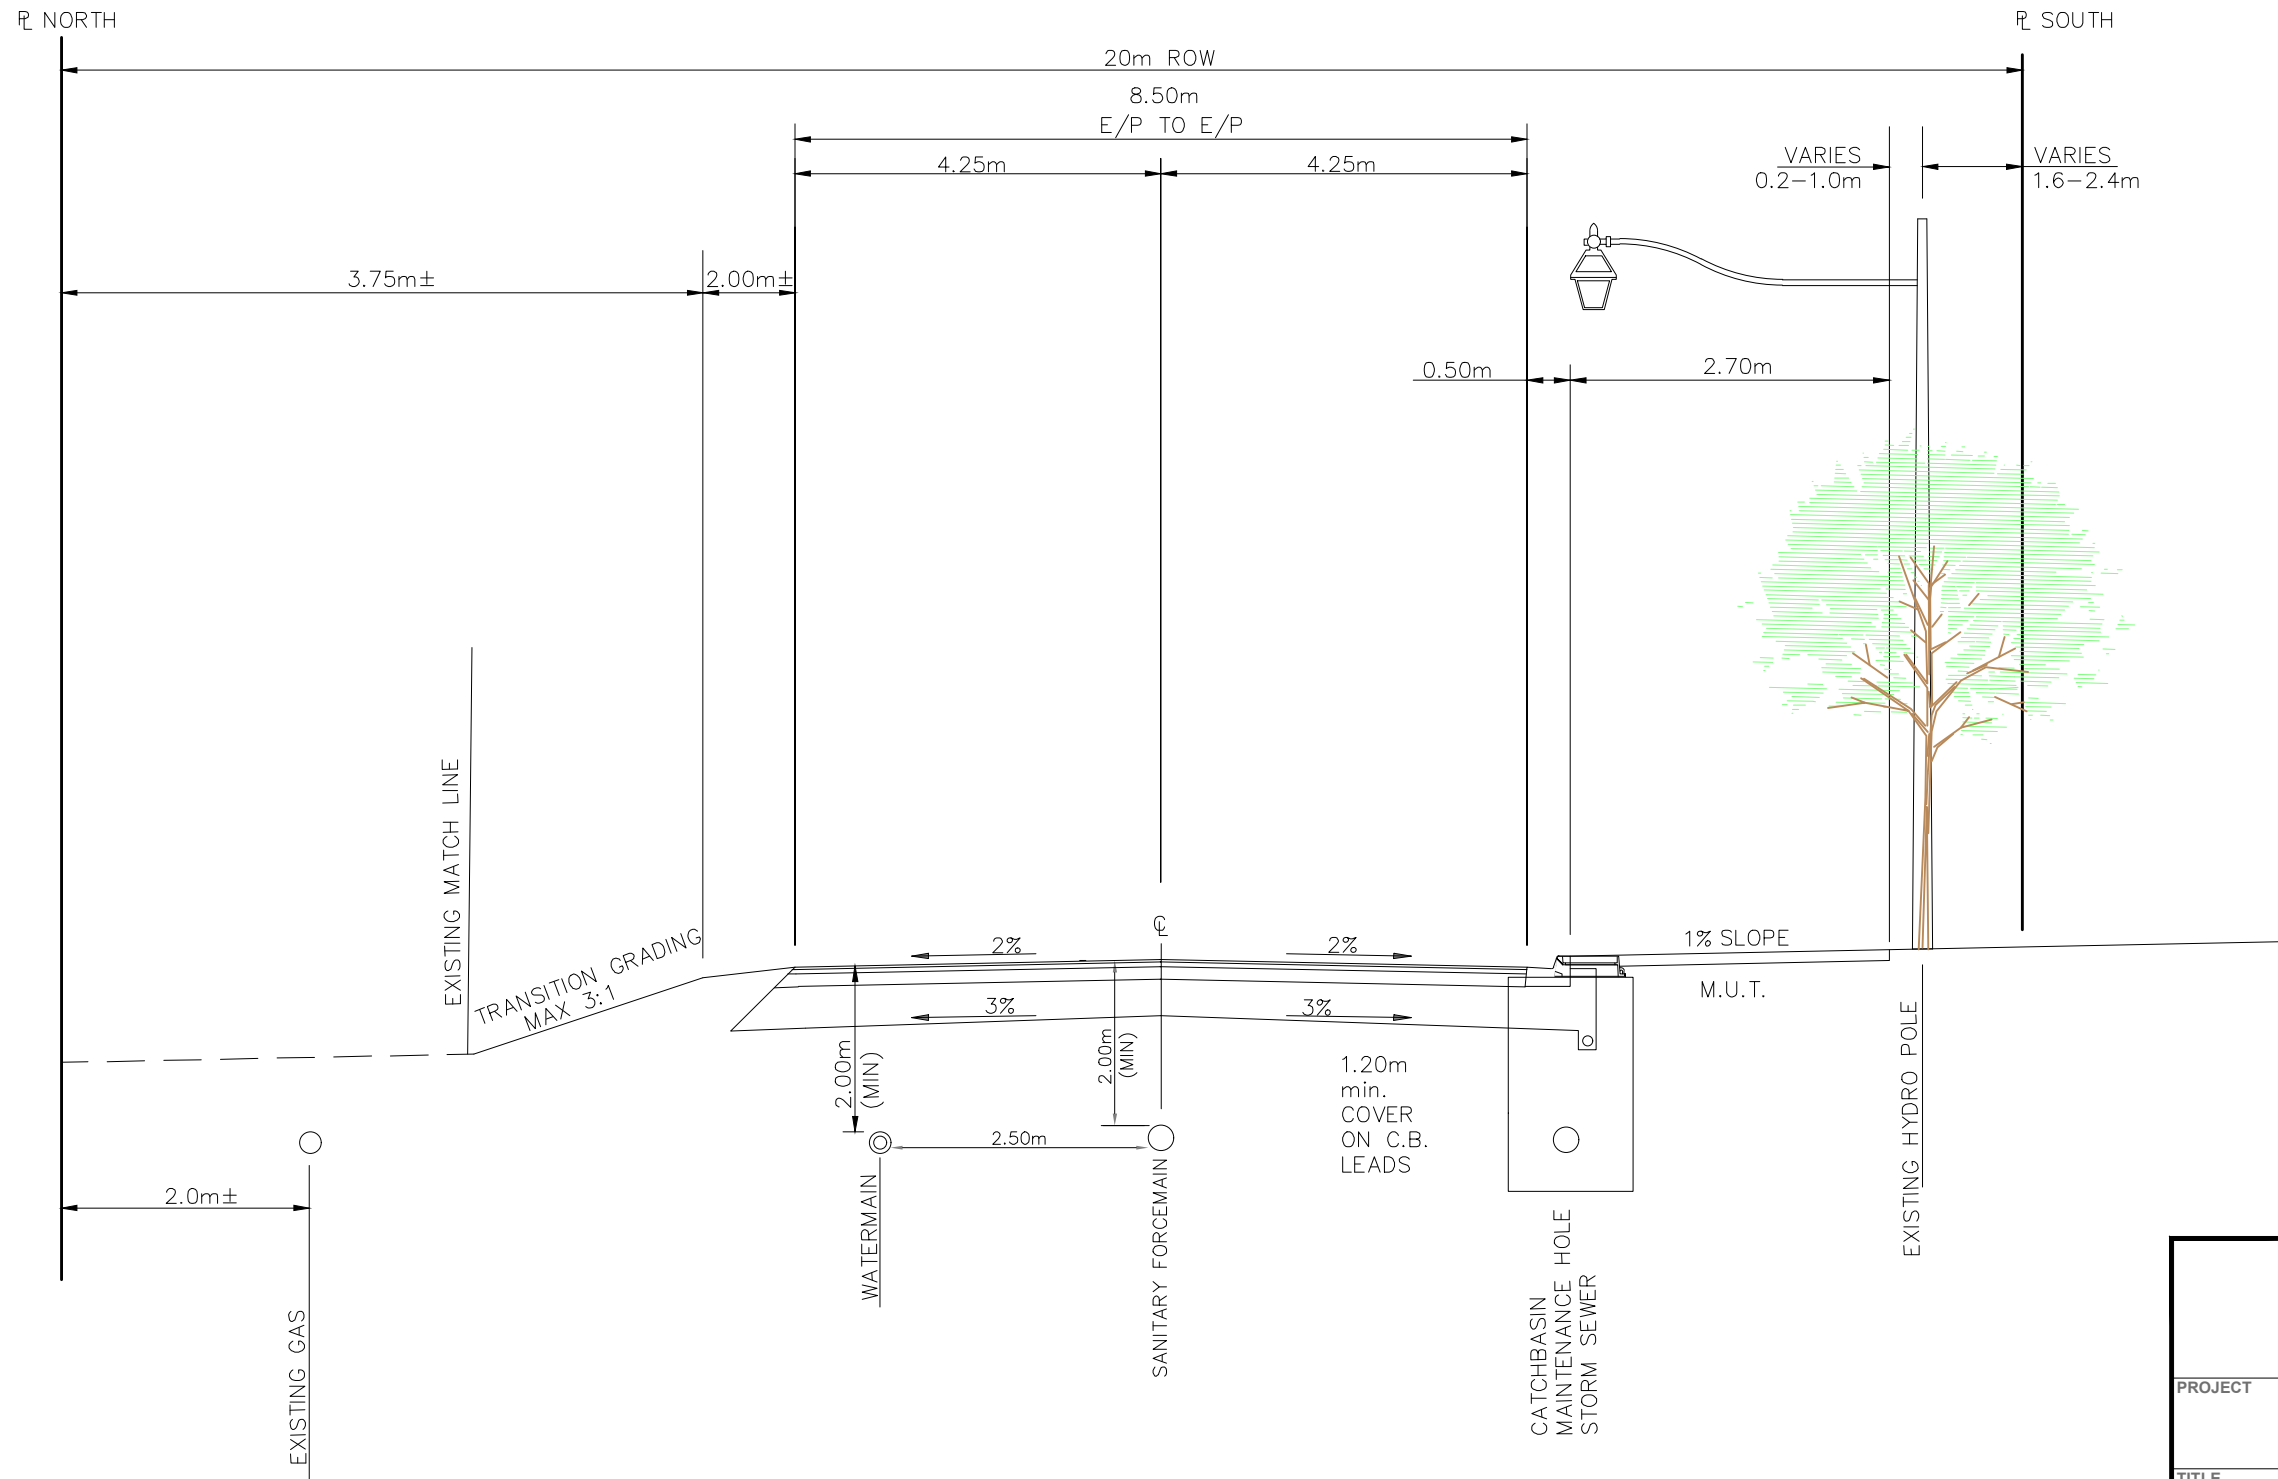 ℄ NORTH
℄ SOUTH
20m ROW
8.50m
E/P TO E/P
4.25m
4.25m
VARIES
0.2-1.0m
VARIES
1.6-2.4m
3.75m±
2.00m±
0.50m
2.70m
EXISTING MATCH LINE
TRANSITION GRADING
MAX 3:1
℄
2%
2%
1% SLOPE
M.U.T.
3%
3%
2.00m
(MIN)
2.00m
(MIN)
1.20m
min.
COVER
ON C.B.
LEADS
2.50m
2.0m±
EXISTING GAS
WATERMAIN
SANITARY FORCEMAIN
CATCHBASIN
MAINTENANCE HOLE
STORM SEWER
EXISTING HYDRO POLE
PROJECT
TITLE